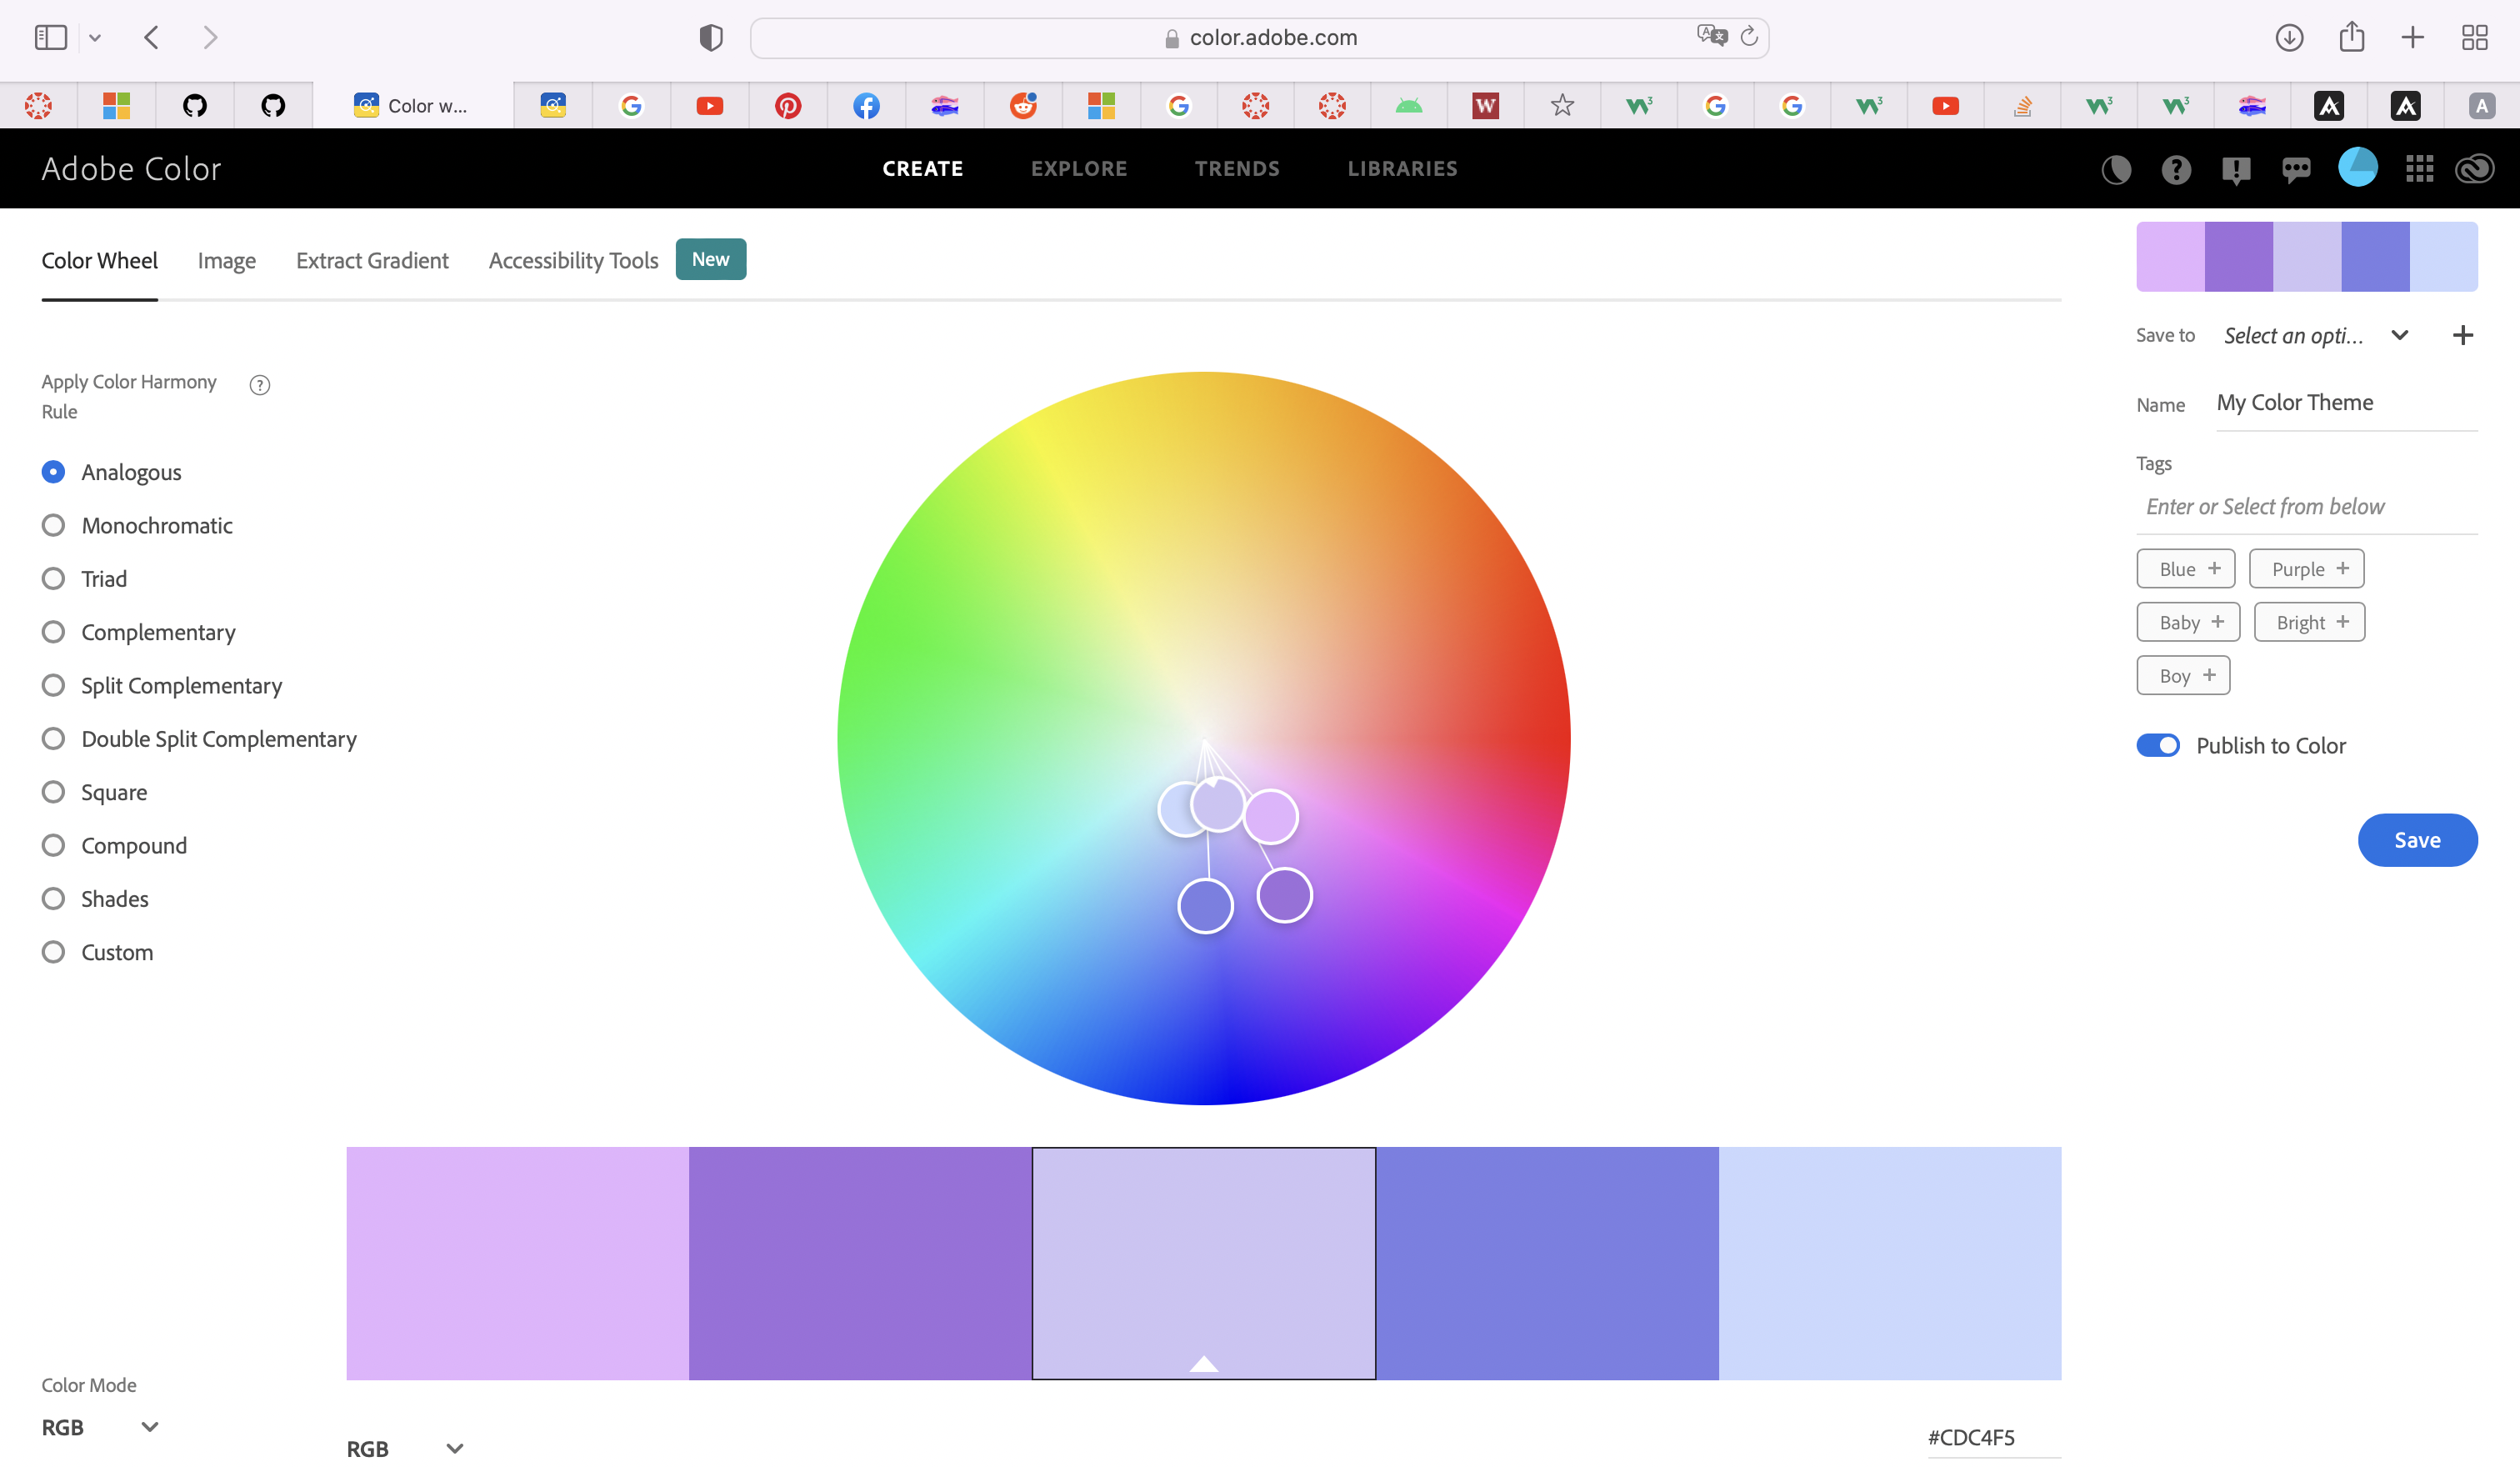 color.adobe.com
Color w...
Adobe Color
CREATE
EXPLORE
TRENDS
LIBRARIES
Color Wheel
Image
Extract Gradient
Accessibility Tools
New
Apply Color Harmony
Rule
Analogous
Monochromatic
Triad
Complementary
Split Complementary
Double Split Complementary
Square
Compound
Shades
Custom
Color Mode
RGB
RGB
#CDC4F5
Save to
Select an opti...
Name
My Color Theme
Tags
Enter or Select from below
Blue +
Purple +
Baby +
Bright +
Boy +
Publish to Color
Save